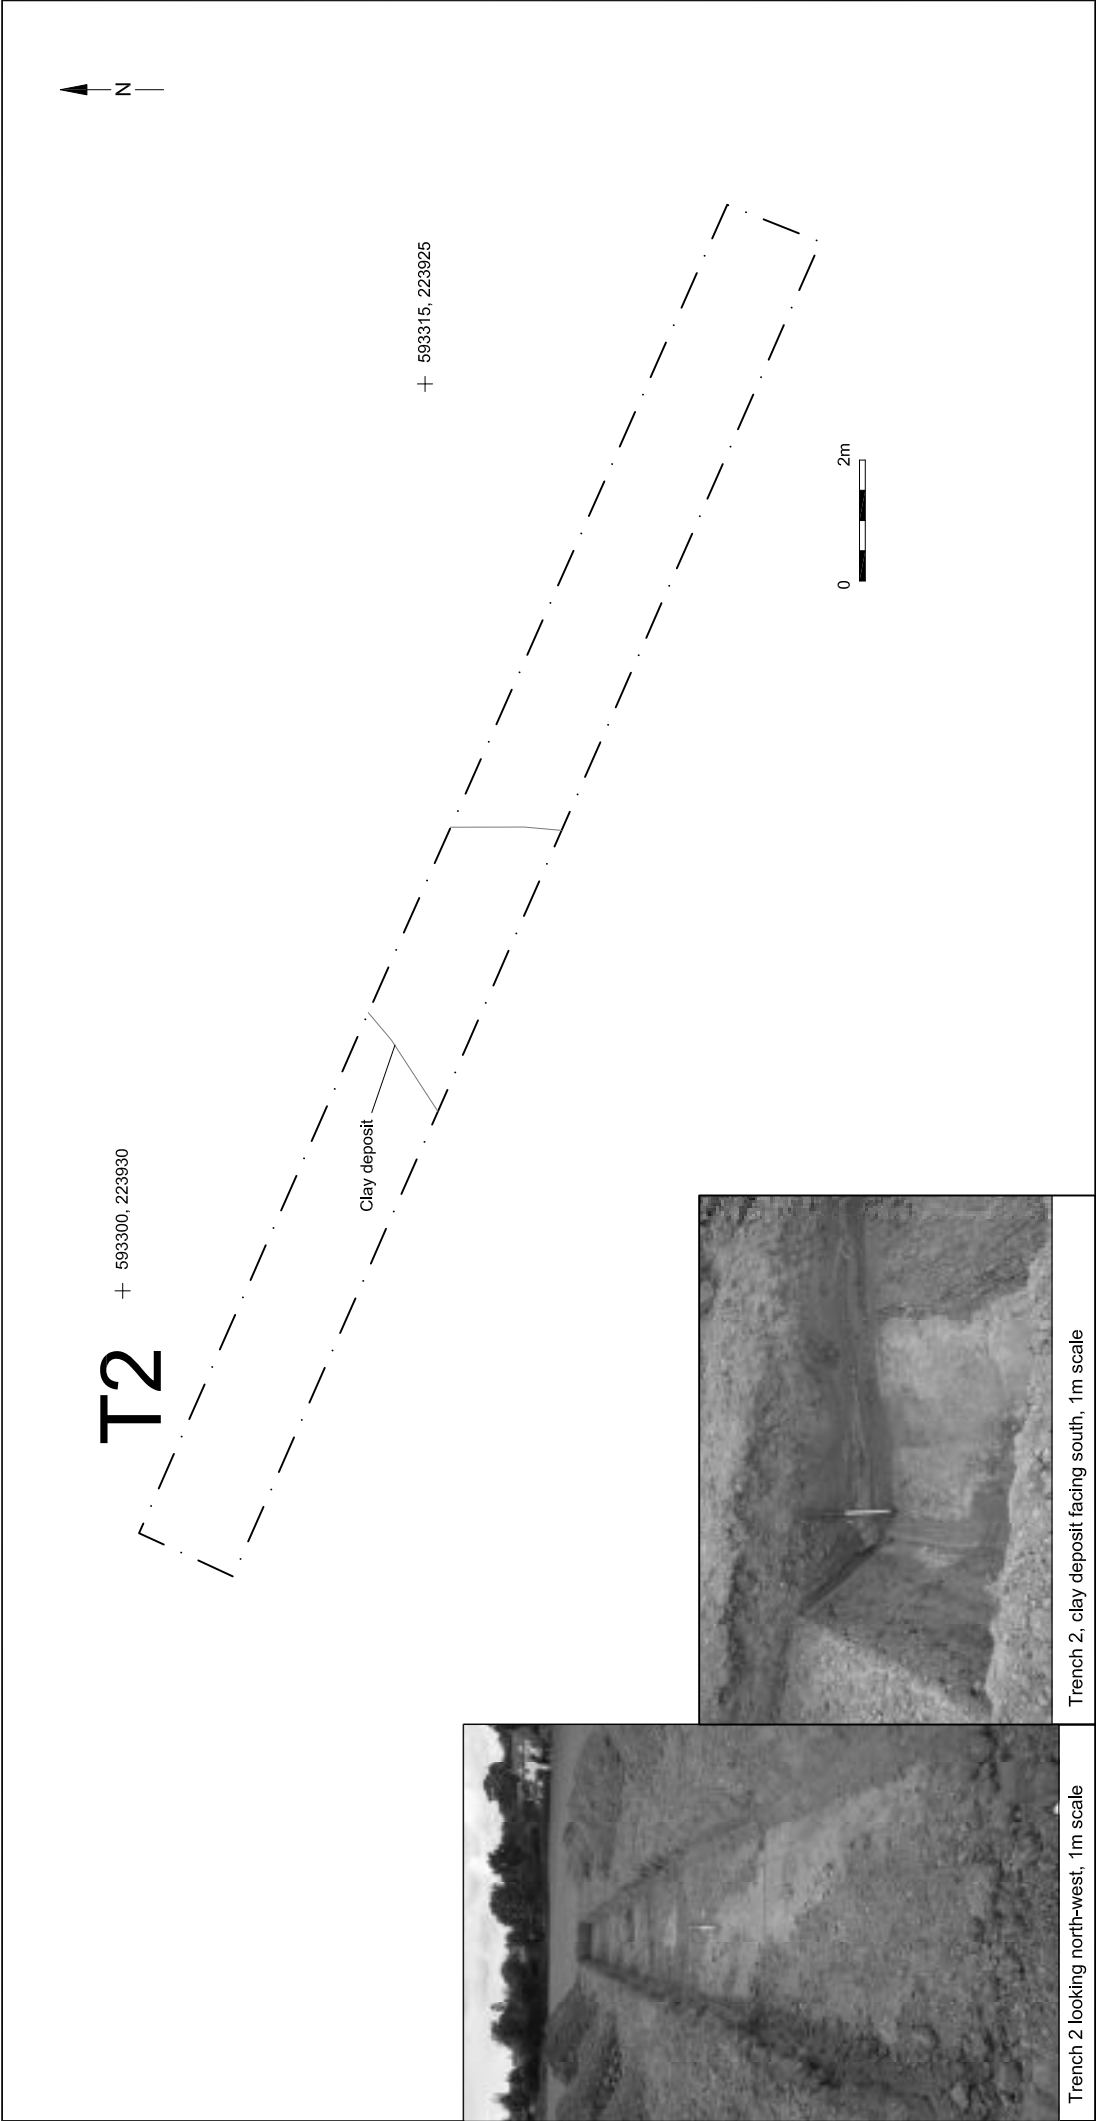 N
T2
593300, 223930
593315, 223925
Clay deposit
0 2m
Trench 2 looking north-west, 1m scale
Trench 2, clay deposit facing south, 1m scale